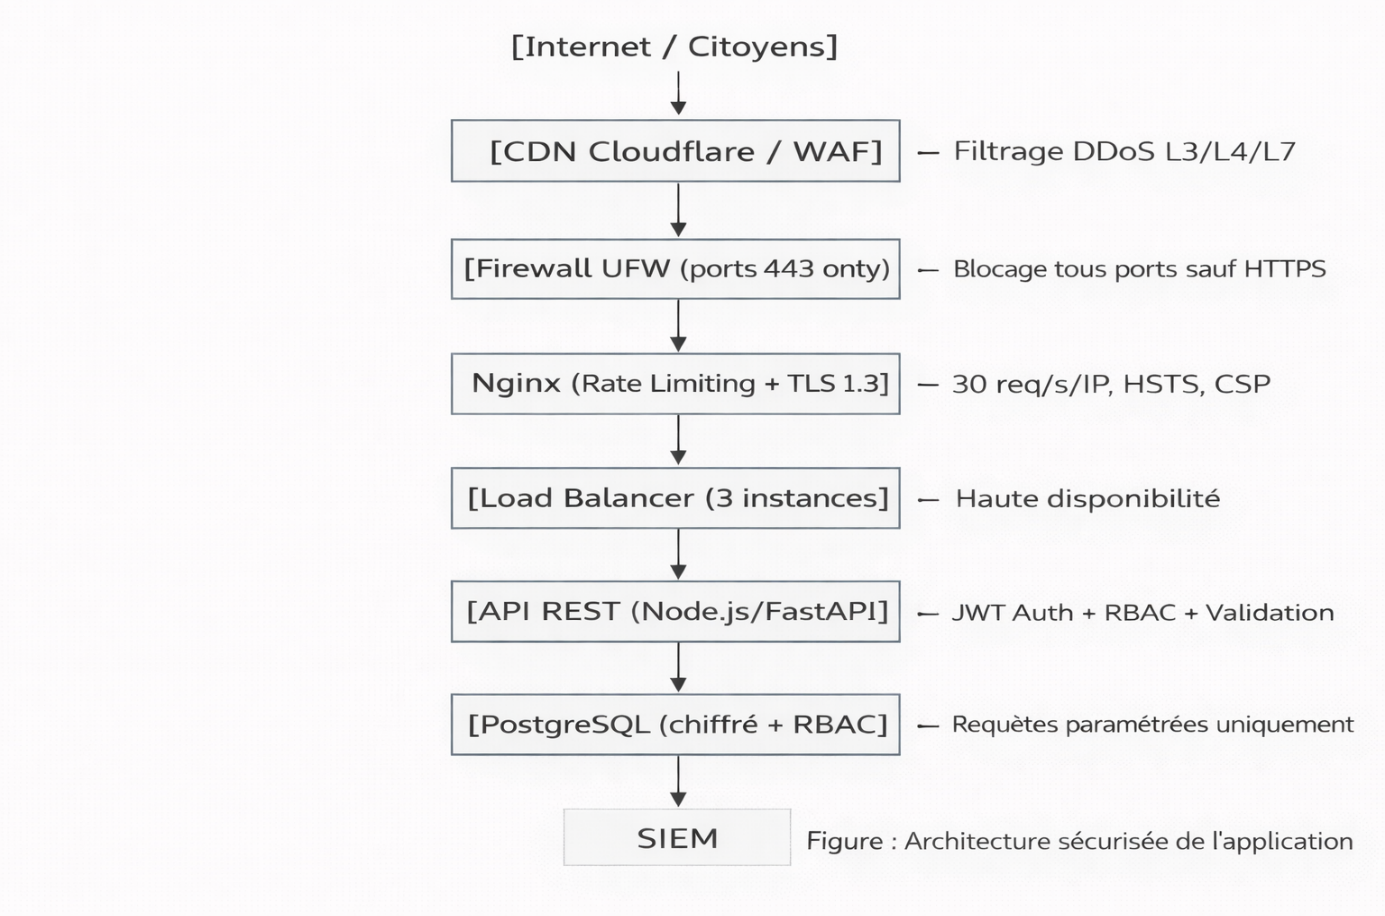 [Internet / Citoyens]
[CDN Cloudflare / WAF] — Filtrage DDoS L3/L4/L7
[Firewall UFW (ports 443 onty) — Blocage tous ports sauf HTTPS
Nginx (Rate Limiting + TLS 1.3] — 30 req/s/IP, HSTS, CSP
[Load Balancer (3 instances] — Haute disponibilité
[API REST (Node.js/FastAPI] — JWT Auth + RBAC + Validation
[PostgreSQL (chiffré + RBAC] — Requètes paramétrées uniquement
SIEM
Figure : Architecture sécurisée de l'application